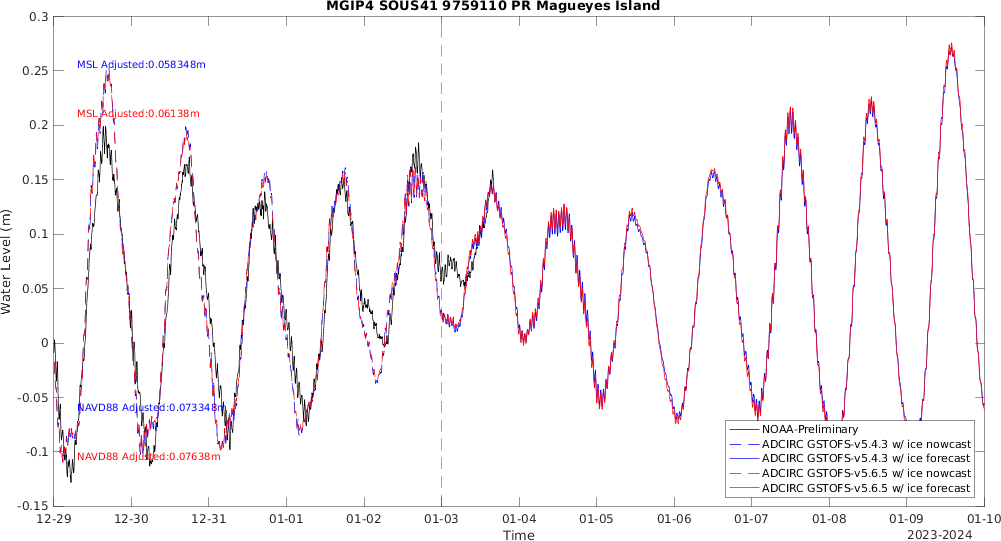 MGIP4 SOUS41 9759110 PR Magueyes Island
0.3
0.25
0.2
0.15
0.1
0.05
0
-0.05
-0.1
-0.15
Water Level (m)
MSL Adjusted:0.058348m
MSL Adjusted:0.06138m
NAVD88 Adjusted:0.073348m
NAVD88 Adjusted:0.07638m
NOAA-Preliminary
ADCIRC GSTOFS-v5.4.3 w/ ice nowcast
ADCIRC GSTOFS-v5.4.3 w/ ice forecast
ADCIRC GSTOFS-v5.6.5 w/ ice nowcast
ADCIRC GSTOFS-v5.6.5 w/ ice forecast
12-29 12-30 12-31 01-01 01-02 01-03 01-04 01-05 01-06 01-07 01-08 01-09 01-10
Time
2023-2024